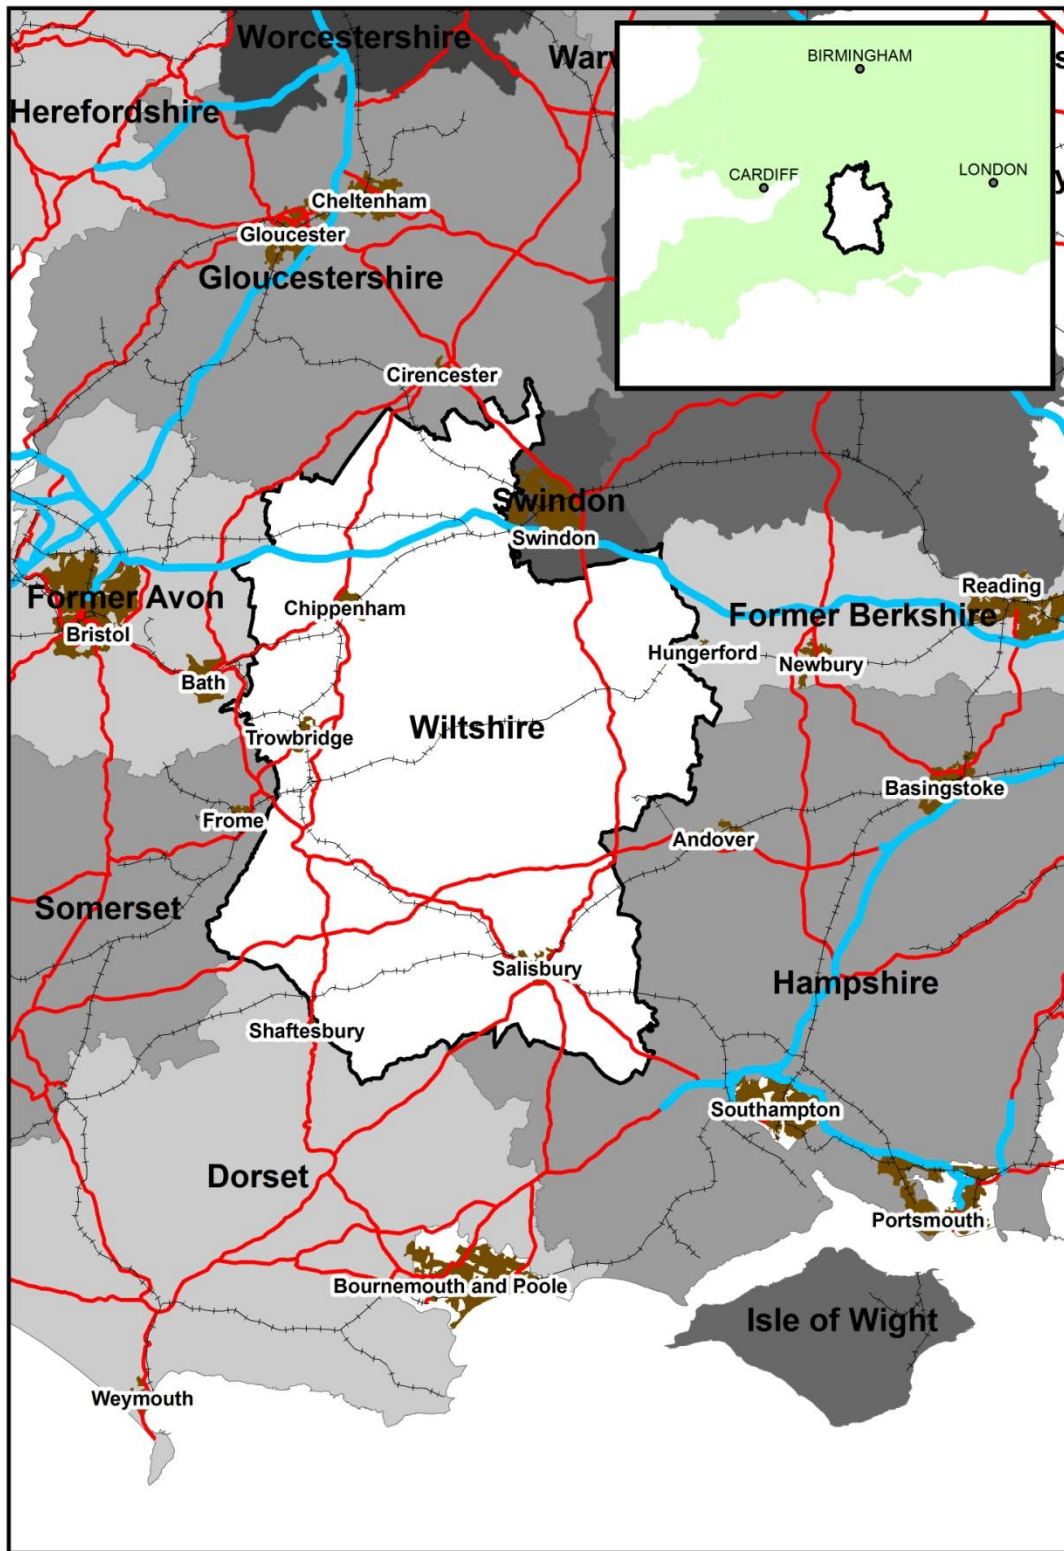 Worcestershire
Warw
s
Herefordshire
BIRMINGHAM
CARDIFF
LONDON
y
Cheltenham
Gloucester
Gloucestershire
Cirencester
Swindon
Swindon
Former Avon
Bristol
Chippenham
Former Berkshire
Reading
Hungerford
Newbury
Bath
Trowbridge
Wiltshire
Basingstoke
Frome
Andover
Somerset
Salisbury
Hampshire
Shaftesbury
Southampton
Dorset
Portsmouth
Bournemouth and Poole
Isle of Wight
Weymouth